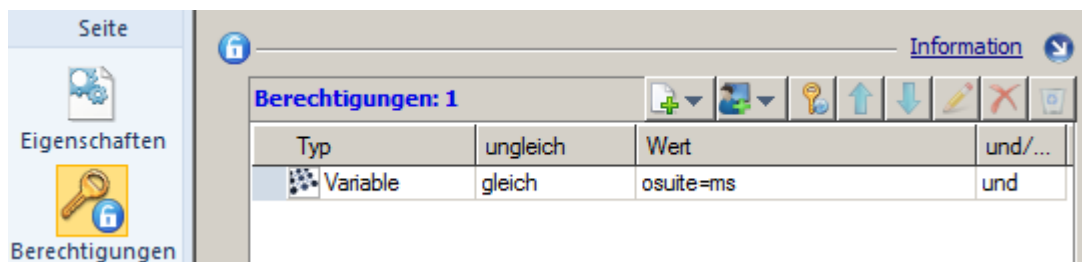 Seite
Information
Berechtigungen: 1
Eigenschaften
Typ ungleich Wert und/...
Variable gleich osuite=ms und
Berechtigungen